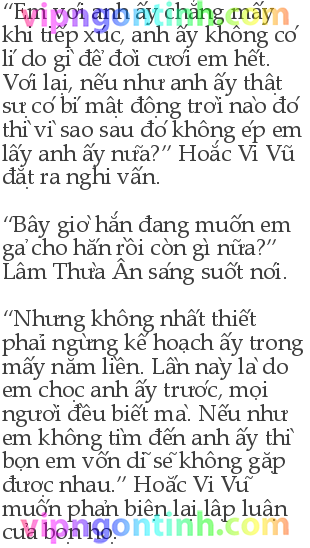 “Em với anh ấy chẳng mấy
vipngontinh.com
khi tiếp xúc, anh ấy không có
lí do gì để đòi cưới em hết.
Với lại, nếu như anh ấy thật
sự có bí mật động trời nào đó
thì vì sao sau đó không ép em
lấy anh ấy nữa?” Hoắc Vi Vũ
đặt ra nghi vấn.
“Bây giờ hắn đang muốn em
gả cho hắn rồi còn gì nữa?”
Lâm Thừa Ân sáng suốt nói.
“Nhưng không nhất thiết
phải ngừng kế hoạch ấy trong
mấy năm liền. Lần này là do
em chọc anh ấy trước, mọi
người đều biết mà. Nếu như
em không tìm đến anh ấy thì
bọn em vốn dĩ sẽ không gặp
được nhau.” Hoắc Vi Vũ
muốn phản biện lại lập luận
của bọn họ.
vipngontinh.com